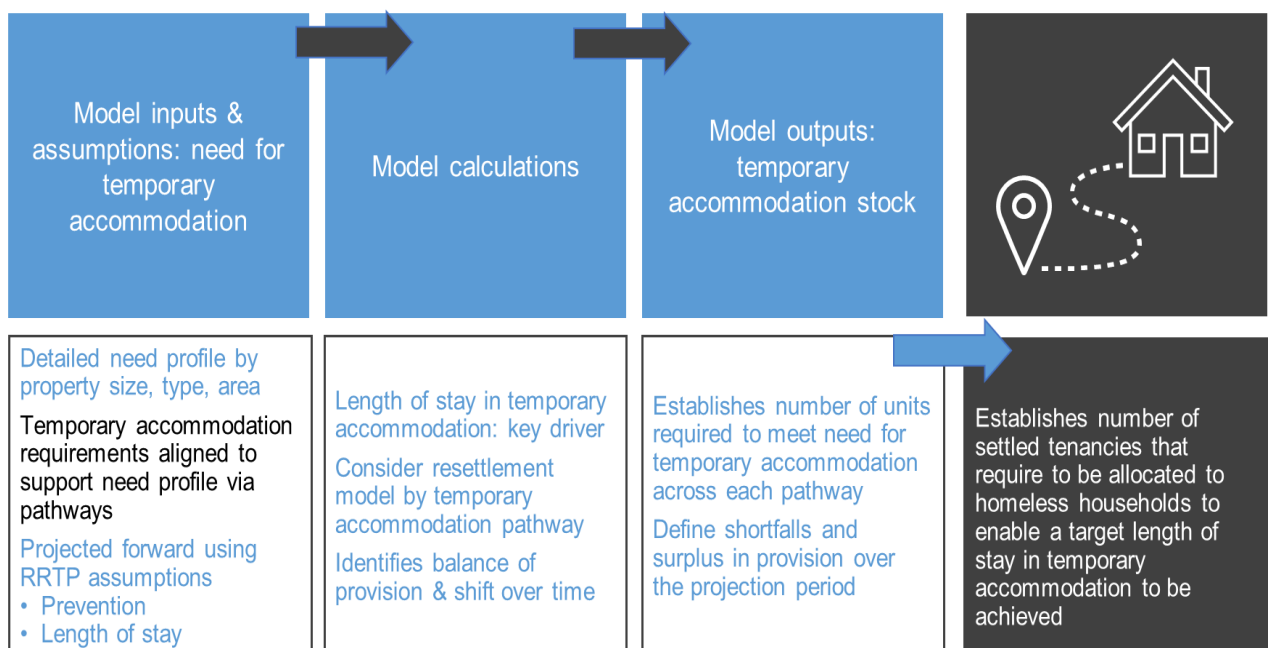 Model inputs &
assumptions: need for
temporary
accommodation
Model calculations
Model outputs:
temporary
accommodation stock
Detailed need profile by
property size, type, area
Temporary accommodation
requirements aligned to
support need profile via
pathways
Projected forward using
RRTP assumptions
• Prevention
• Length of stay
Length of stay in temporary
accommodation: key driver
Consider resettlement
model by temporary
accommodation pathway
Identifies balance of
provision & shift over time
Establishes number of units
required to meet need for
temporary accommodation
across each pathway
Define shortfalls and
surplus in provision over
the projection period
Establishes number of
settled tenancies that
require to be allocated to
homeless households to
enable a target length of
stay in temporary
accommodation to be
achieved